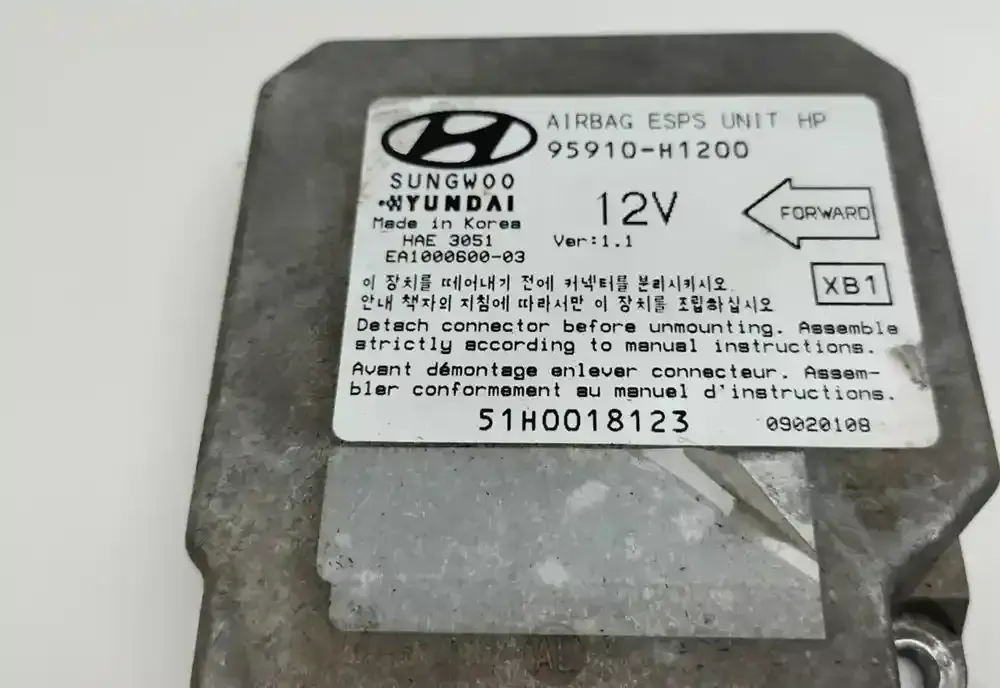 AIRBAG ESPS UNIT HP
95910-H1200
SUNGWOO
HYUNDAI
Made in Korea
HAE 3051
EA1000600-03
12V
Ver:1.1
FORWARD
XB1
이 장치를 떼어내기 전에 커넥터를 분리시키시오
안내 책자의 지침에 따라서만 이 장치를 조립하십시오
Detach connector before unmounting. Assemble
strictly according to manual instructions.
Avant démontage enlever connecteur. Assem-
bler conformement au manuel d'instructions.
51H0018123
09020108